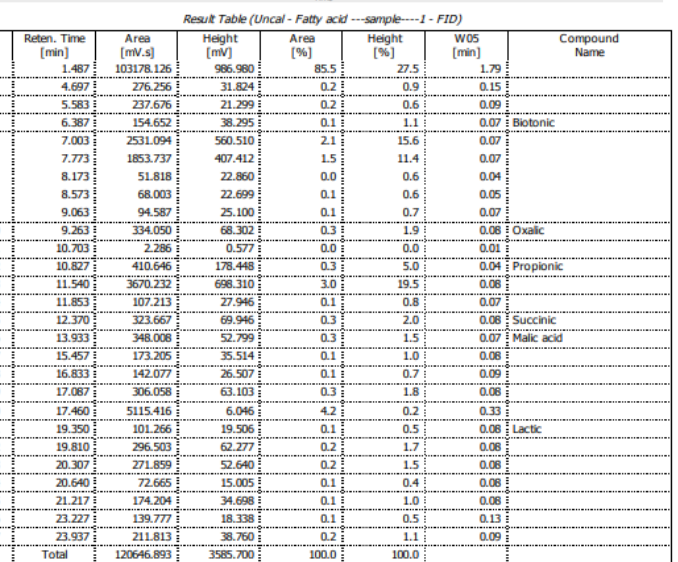 Result Table (Uncal - Fatty acid ---sample----1 - FID)
Reten. Time Area Height Area Height W05 Compound
[min] [mV.s] [mV] [%] [%] [min] Name
1.487 103178.126 986.980 85.5 27.5 1.79
4.697 276.256 31.824 0.2 0.9 0.15
5.583 237.676 21.299 0.2 0.6 0.09
6.387 154.652 38.295 0.1 1.1 0.07 Biotonic
7.003 2531.094 560.510 2.1 15.6 0.07
7.773 1853.737 407.412 1.5 11.4 0.07
8.173 51.818 22.860 0.0 0.6 0.04
8.573 68.003 22.699 0.1 0.6 0.05
9.063 94.587 25.100 0.1 0.7 0.07
9.263 334.050 68.302 0.3 1.9 0.08 Oxalic
10.703 2.286 0.577 0.0 0.0 0.01
10.827 410.646 178.448 0.3 5.0 0.04 Propionic
11.540 3670.232 698.310 3.0 19.5 0.08
11.853 107.213 27.946 0.1 0.8 0.07
12.370 323.667 69.946 0.3 2.0 0.08 Succinic
13.933 348.008 52.799 0.3 1.5 0.07 Malic acid
15.457 173.205 35.514 0.1 1.0 0.08
16.833 142.077 26.507 0.1 0.7 0.09
17.087 306.058 63.103 0.3 1.8 0.08
17.460 5115.416 6.046 4.2 0.2 0.33
19.350 101.266 19.506 0.1 0.5 0.08 Lactic
19.810 296.503 62.277 0.2 1.7 0.08
20.307 271.859 52.640 0.2 1.5 0.08
20.640 72.665 15.005 0.1 0.4 0.08
21.217 174.204 34.698 0.1 1.0 0.08
23.227 139.777 18.338 0.1 0.5 0.13
23.937 211.813 38.760 0.2 1.1 0.09
Total 120646.893 3585.700 100.0 100.0